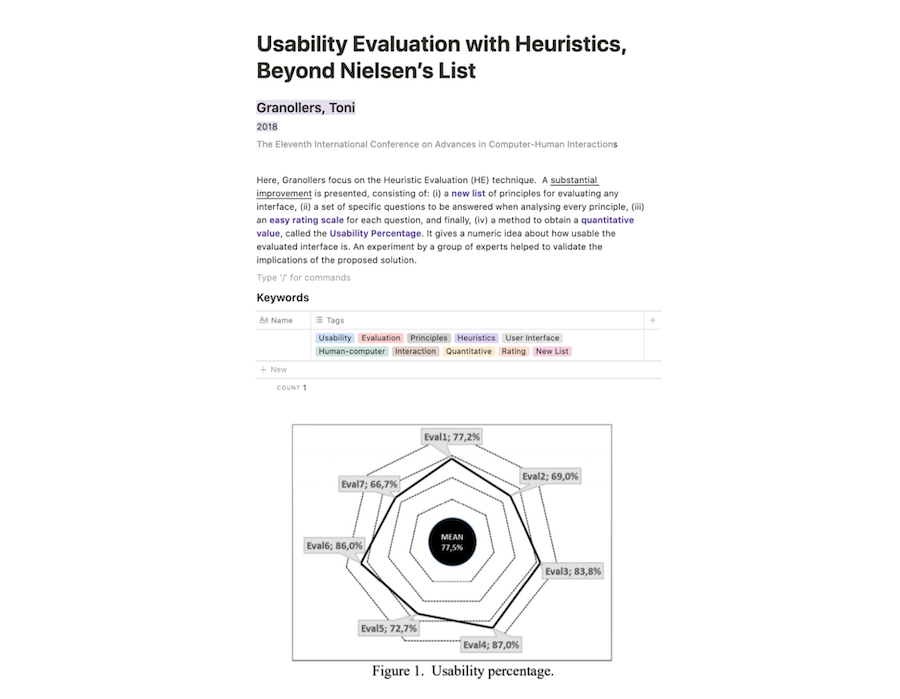 Usability Evaluation with Heuristics,
Beyond Nielsen's List
Granollers, Toni
2018
The Eleventh International Conference on Advances in Computer-Human Interactions
Here, Granollers focus on the Heuristic Evaluation (HE) technique.  A substantial
improvement is presented, consisting of: (i) a new list of principles for evaluating any
interface, (ii) a set of specific questions to be answered when analysing every principle, (iii)
an easy rating scale for each question, and finally, (iv) a method to obtain a quantitative
value, called the Usability Percentage. It gives a numeric idea about how usable the
evaluated interface is. An experiment by a group of experts helped to validate the
implications of the proposed solution.
Type '/' for commands
Keywords
Aa Name Tags +
Usability Evaluation Principles Heuristics User Interface
Human-computer Interaction Quantitative Rating New List
+ New
COUNT 1
Eval1; 77,2%
Eval2; 69,0%
Eval7; 66,7%
MEAN
77,5%
Eval6; 86,0%
Eval3; 83,8%
Eval5; 72,7%
Eval4; 87,0%
Figure 1. Usability percentage.